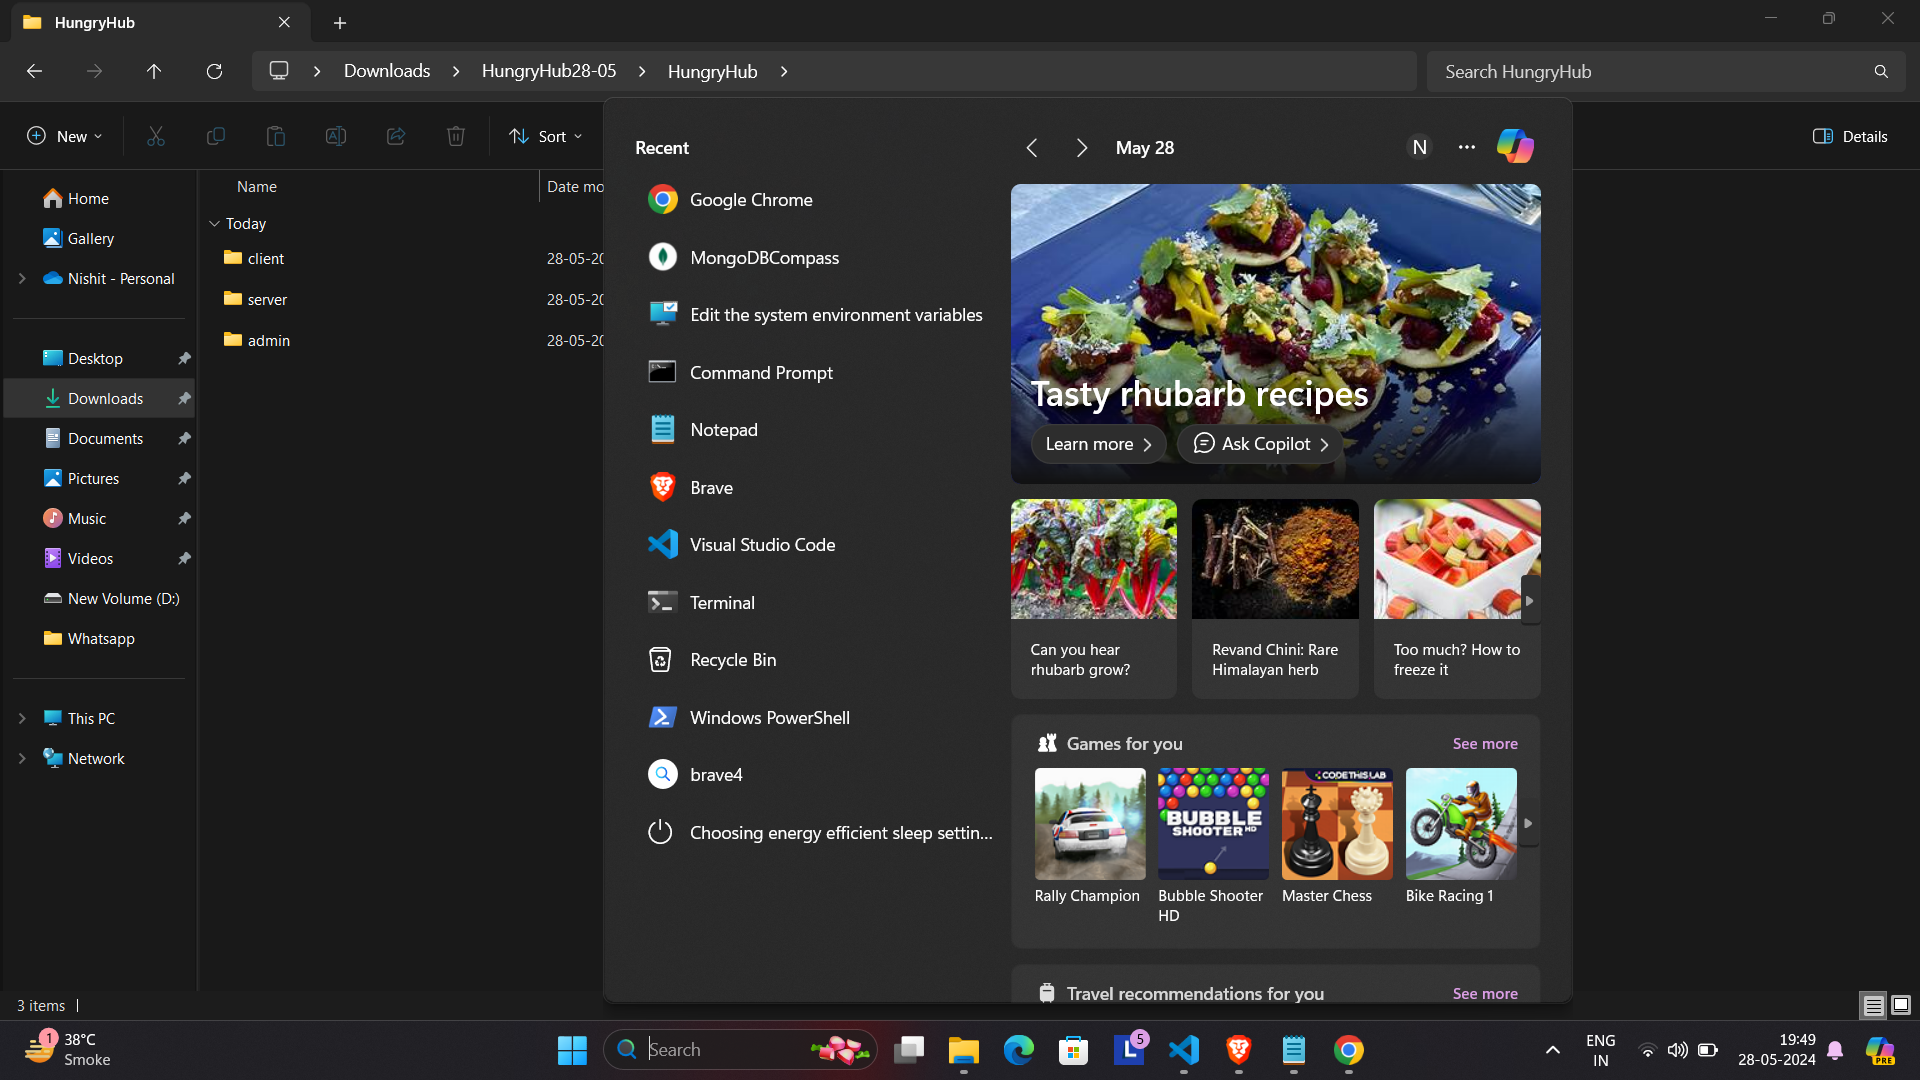 HungryHub
Downloads
HungryHub28-05
HungryHub
Search HungryHub
New
Sort
Details
Home
Gallery
Nishit - Personal
Desktop
Downloads
Documents
Pictures
Music
Videos
New Volume (D:)
Whatsapp
This PC
Network
Name
Date mo
Today
client
28-05-20
server
28-05-20
admin
28-05-20
Recent
Google Chrome
MongoDBCompass
Edit the system environment variables
Command Prompt
Notepad
Brave
Visual Studio Code
Terminal
Recycle Bin
Windows PowerShell
brave4
Choosing energy efficient sleep settin...
May 28
N
Tasty rhubarb recipes
Learn more
Ask Copilot
Can you hear
rhubarb grow?
Revand Chini: Rare
Himalayan herb
Too much? How to
freeze it
Games for you
See more
CODETHISLAB
BUBBLE
SHOOTER HD
Rally Champion
Bubble Shooter
HD
Master Chess
Bike Racing 1
Travel recommendations for you
See more
3 items
1
38°C
Smoke
Search
L
5
ENG
IN
19:49
28-05-2024
PRE